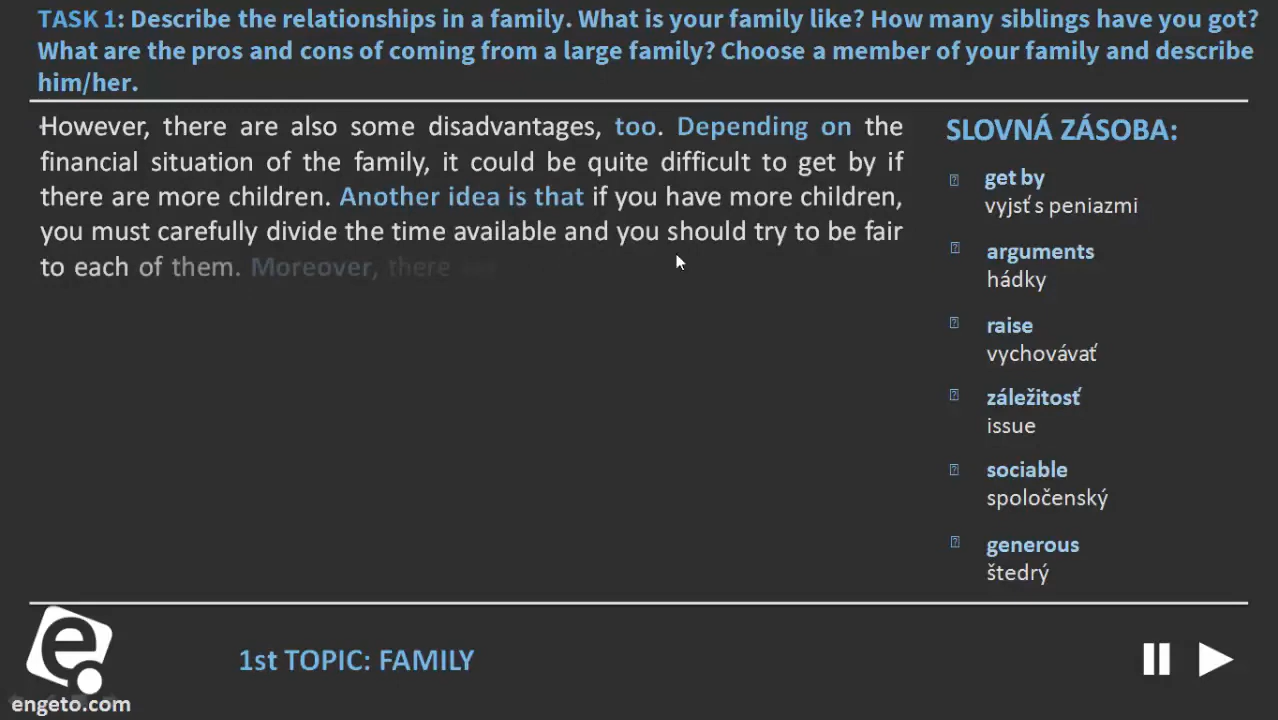 TASK 1: Describe the relationships in a family. What is your family like? How many siblings have you got?
What are the pros and cons of coming from a large family? Choose a member of your family and describe
him/her.
However, there are also some disadvantages, too. Depending on the
financial situation of the family, it could be quite difficult to get by if
there are more children. Another idea is that if you have more children,
you must carefully divide the time available and you should try to be fair
to each of them. Moreover, there
SLOVNÁ ZÁSOBA:
get by
vyjsť s peniazmi
arguments
hádky
raise
vychovávať
záležitosť
issue
sociable
spoločenský
generous
štedrý
e
engeto.com
1st TOPIC: FAMILY